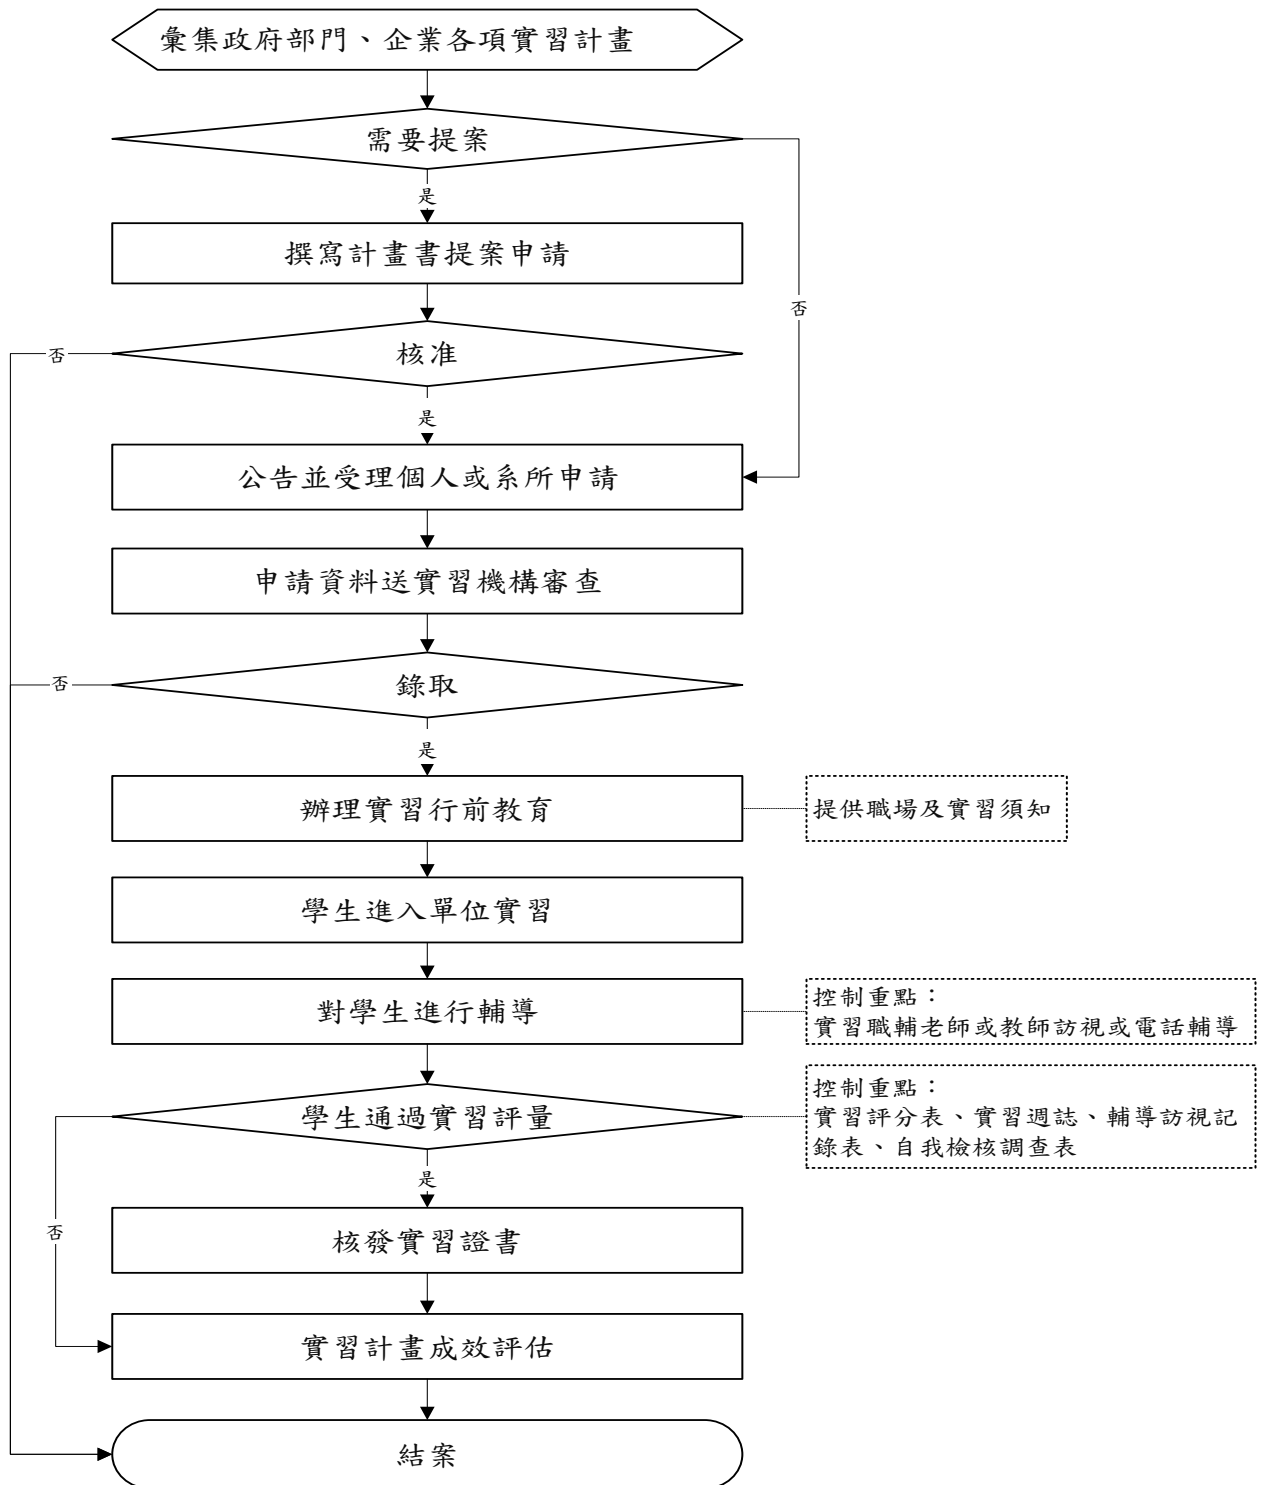 彙集政府部門、企業各項實習計畫
需要提案
是
撰寫計畫書提案申請
否
核准
否
是
公告並受理個人或系所申請
申請資料送實習機構審查
錄取
否
是
辦理實習行前教育
提供職場及實習須知
學生進入單位實習
對學生進行輔導
控制重點：
實習職輔老師或教師訪視或電話輔導
學生通過實習評量
控制重點：
實習評分表、實習週誌、輔導訪視記
錄表、自我檢核調查表
是
否
核發實習證書
實習計畫成效評估
結案